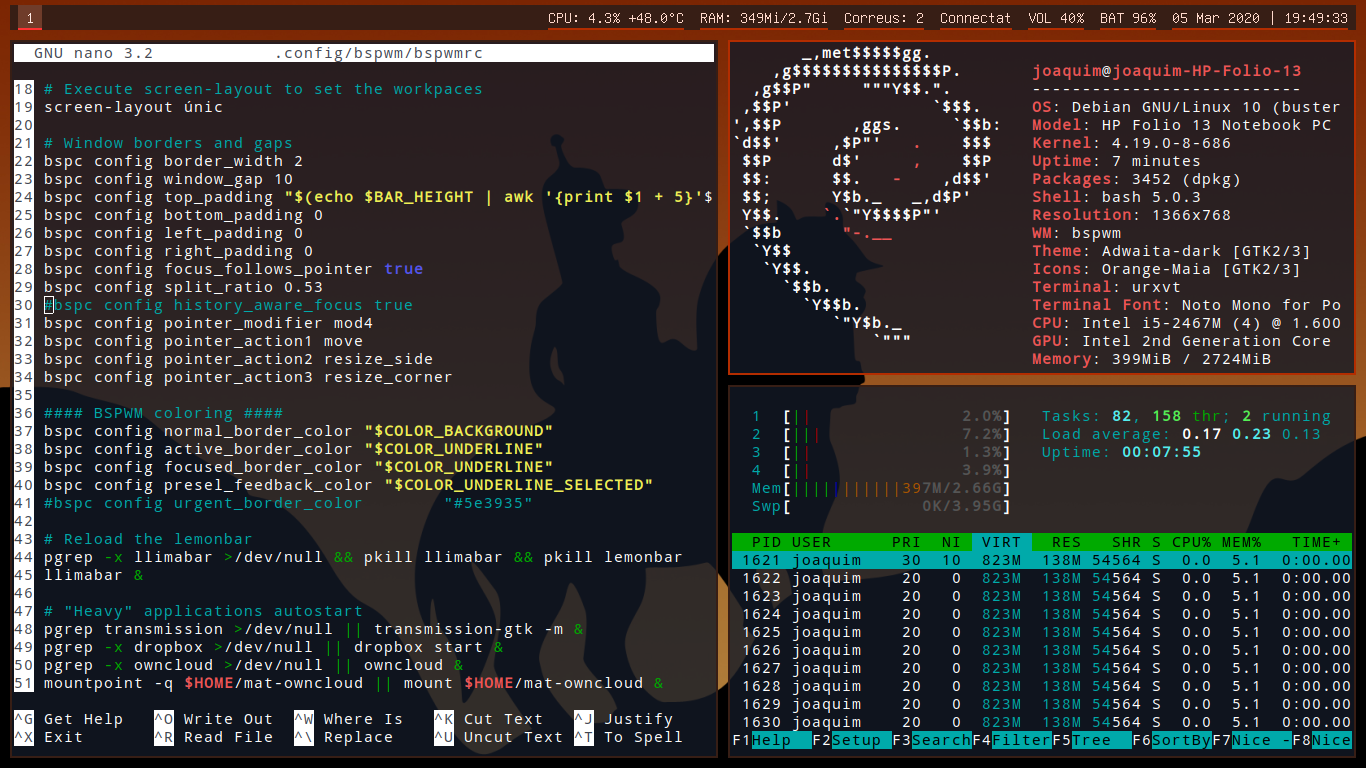 1 CPU: 4.3% +48.0°C RAM: 349Mi/2.7Gi Correus: 2 Connectat VOL 40% BAT 96% 05 Mar 2020 | 19:49:33
GNU nano 3.2 .config/bspwm/bspwmrc
18 # Execute screen-layout to set the workpaces
19 screen-layout únic
20
21 # Window borders and gaps
22 bspc config border_width 2
23 bspc config window_gap 10
24 bspc config top_padding "$(echo $BAR_HEIGHT | awk '{print $1 + 5}'$
25 bspc config bottom_padding 0
26 bspc config left_padding 0
27 bspc config right_padding 0
28 bspc config focus_follows_pointer true
29 bspc config split_ratio 0.53
30 #bspc config history_aware_focus true
31 bspc config pointer_modifier mod4
32 bspc config pointer_action1 move
33 bspc config pointer_action2 resize_side
34 bspc config pointer_action3 resize_corner
35
36 #### BSPWM coloring ####
37 bspc config normal_border_color "$COLOR_BACKGROUND"
38 bspc config active_border_color "$COLOR_UNDERLINE"
39 bspc config focused_border_color "$COLOR_UNDERLINE"
40 bspc config presel_feedback_color "$COLOR_UNDERLINE_SELECTED"
41 #bspc config urgent_border_color "#5e3935"
42
43 # Reload the lemonbar
44 pgrep -x llimabar >/dev/null && pkill llimabar && pkill lemonbar
45 llimabar &
46
47 # "Heavy" applications autostart
48 pgrep transmission >/dev/null || transmission-gtk -m &
49 pgrep -x dropbox >/dev/null || dropbox start &
50 pgrep -x owncloud >/dev/null || owncloud &
51 mountpoint -q $HOME/mat-owncloud || mount $HOME/mat-owncloud &
^G Get Help ^O Write Out ^W Where Is ^K Cut Text ^J Justify
^X Exit ^R Read File ^\ Replace ^U Uncut Text ^T To Spell
_,met$$$$$gg.
,g$$$$$$$$$$$$$$$P.
,g$$P" """Y$$.".
,$$P' `$$$.
',$$P ,ggs. `$$b:
`d$$' ,$P"' . $$$
$$P d$' , $$P
$$: $$. - ,d$$'
$$; Y$b._ _,d$P'
Y$$. `.`"Y$$$$P"'
`$$b "-.__
`Y$$
`Y$$.
`$$b.
`Y$$b.
`"Y$b._
`"""
joaquim@joaquim-HP-Folio-13
---------------------------
OS: Debian GNU/Linux 10 (buster
Model: HP Folio 13 Notebook PC
Kernel: 4.19.0-8-686
Uptime: 7 minutes
Packages: 3452 (dpkg)
Shell: bash 5.0.3
Resolution: 1366x768
WM: bspwm
Theme: Adwaita-dark [GTK2/3]
Icons: Orange-Maia [GTK2/3]
Terminal: urxvt
Terminal Font: Noto Mono for Po
CPU: Intel i5-2467M (4) @ 1.600
GPU: Intel 2nd Generation Core
Memory: 399MiB / 2724MiB
1 [|| 2.0%] Tasks: 82, 158 thr; 2 running
2 [||| 7.2%] Load average: 0.17 0.23 0.13
3 [|| 1.3%] Uptime: 00:07:55
4 [|| 3.9%]
Mem[|||||||||||397M/2.66G]
Swp[ 0K/3.95G]
PID USER PRI NI VIRT RES SHR S CPU% MEM% TIME+
1621 joaquim 30 10 823M 138M 54564 S 0.0 5.1 0:00.00
1622 joaquim 20 0 823M 138M 54564 S 0.0 5.1 0:00.00
1623 joaquim 20 0 823M 138M 54564 S 0.0 5.1 0:00.00
1624 joaquim 20 0 823M 138M 54564 S 0.0 5.1 0:00.00
1625 joaquim 20 0 823M 138M 54564 S 0.0 5.1 0:00.00
1626 joaquim 20 0 823M 138M 54564 S 0.0 5.1 0:00.00
1627 joaquim 20 0 823M 138M 54564 S 0.0 5.1 0:00.00
1628 joaquim 20 0 823M 138M 54564 S 0.0 5.1 0:00.00
1629 joaquim 20 0 823M 138M 54564 S 0.0 5.1 0:00.00
1630 joaquim 20 0 823M 138M 54564 S 0.0 5.1 0:00.00
F1Help F2Setup F3SearchF4FilterF5Tree F6SortByF7Nice -F8Nice